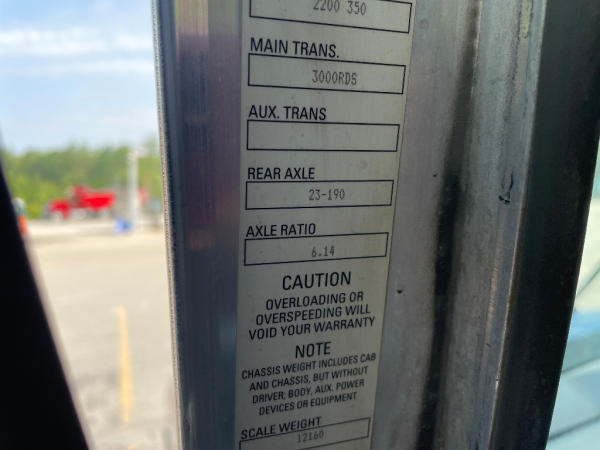 2200 350
MAIN TRANS.
3000RDS
AUX. TRANS
REAR AXLE
23-190
AXLE RATIO
6.14
CAUTION
OVERLOADING OR
OVERSPEEDING WILL
VOID YOUR WARRANTY
NOTE
CHASSIS WEIGHT INCLUDES CAB
AND CHASSIS, BUT WITHOUT
DRIVER, BODY, AUX. POWER
DEVICES OR EQUIPMENT
SCALE WEIGHT
12160